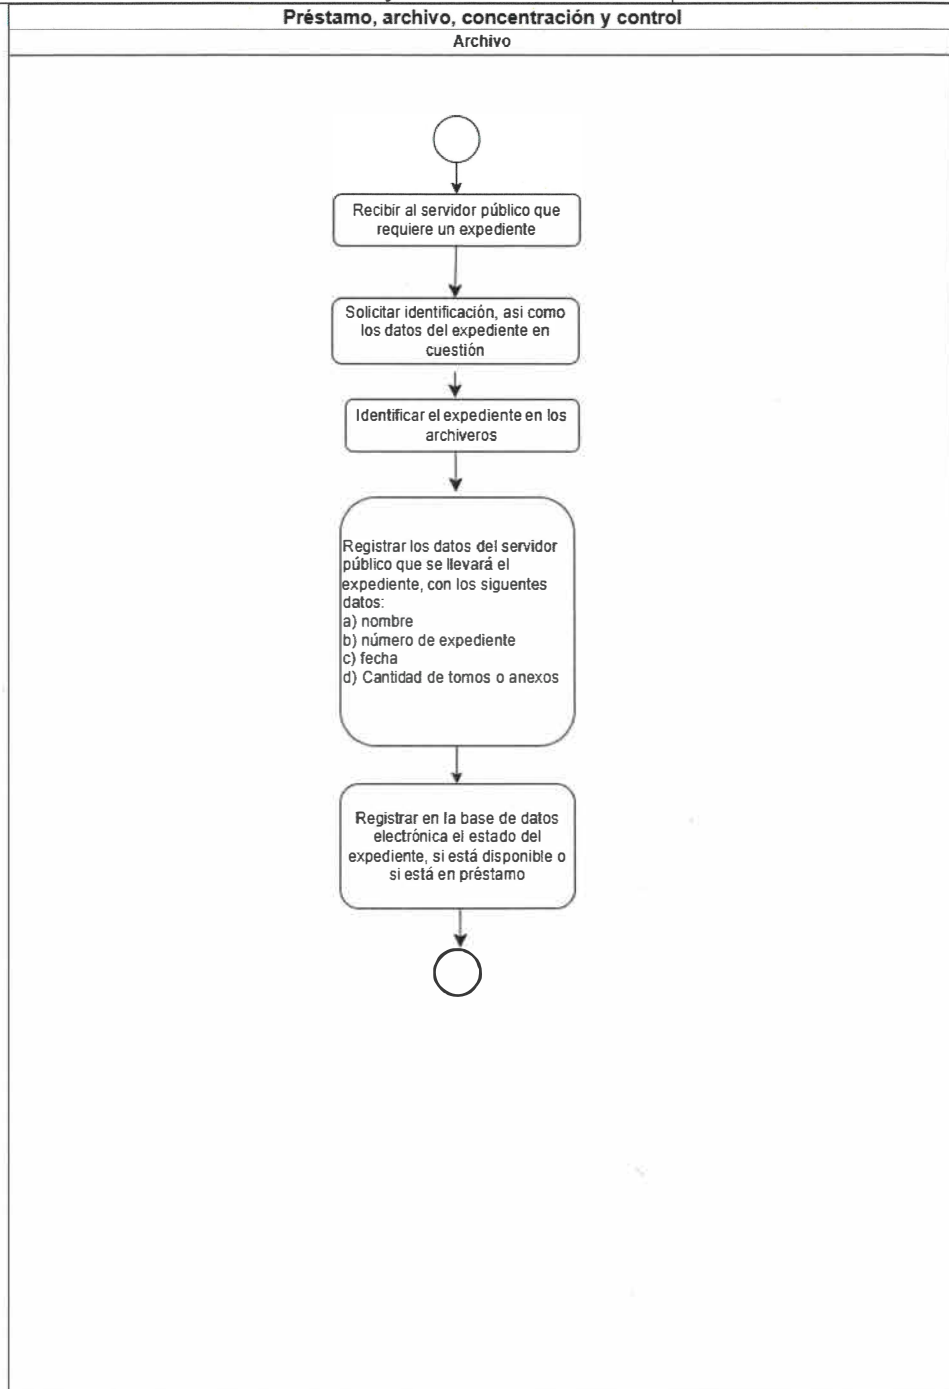 Préstamo, archivo, concentración y control
Archivo
Recibir al servidor público que
requiere un expediente
Solicitar identificación, asi como
los datos del expediente en
cuestión
Identificar el expediente en los
archiveros
Registrar los datos del servidor
público que se llevará el
expediente, con los siguentes
datos:
a) nombre
b) número de expediente
c) fecha
d) Cantidad de tomos o anexos
Registrar en la base de datos
electrónica el estado del
expediente, si está disponible o
si está en préstamo